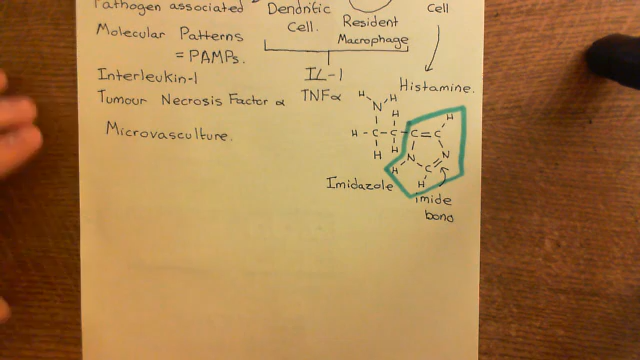 Pathogen associated
Molecular Patterns
= PAMPs.
Interleukin-1
Tumour Necrosis Factor α
Microvasculature.
Dendritic
Cell.
Resident
Macrophage
IL-1
TNFα
Cell
Histamine.
H H
N
H
H - C - C - C = C
H
H H
N N
H C
H
Imidazole
imide
bond